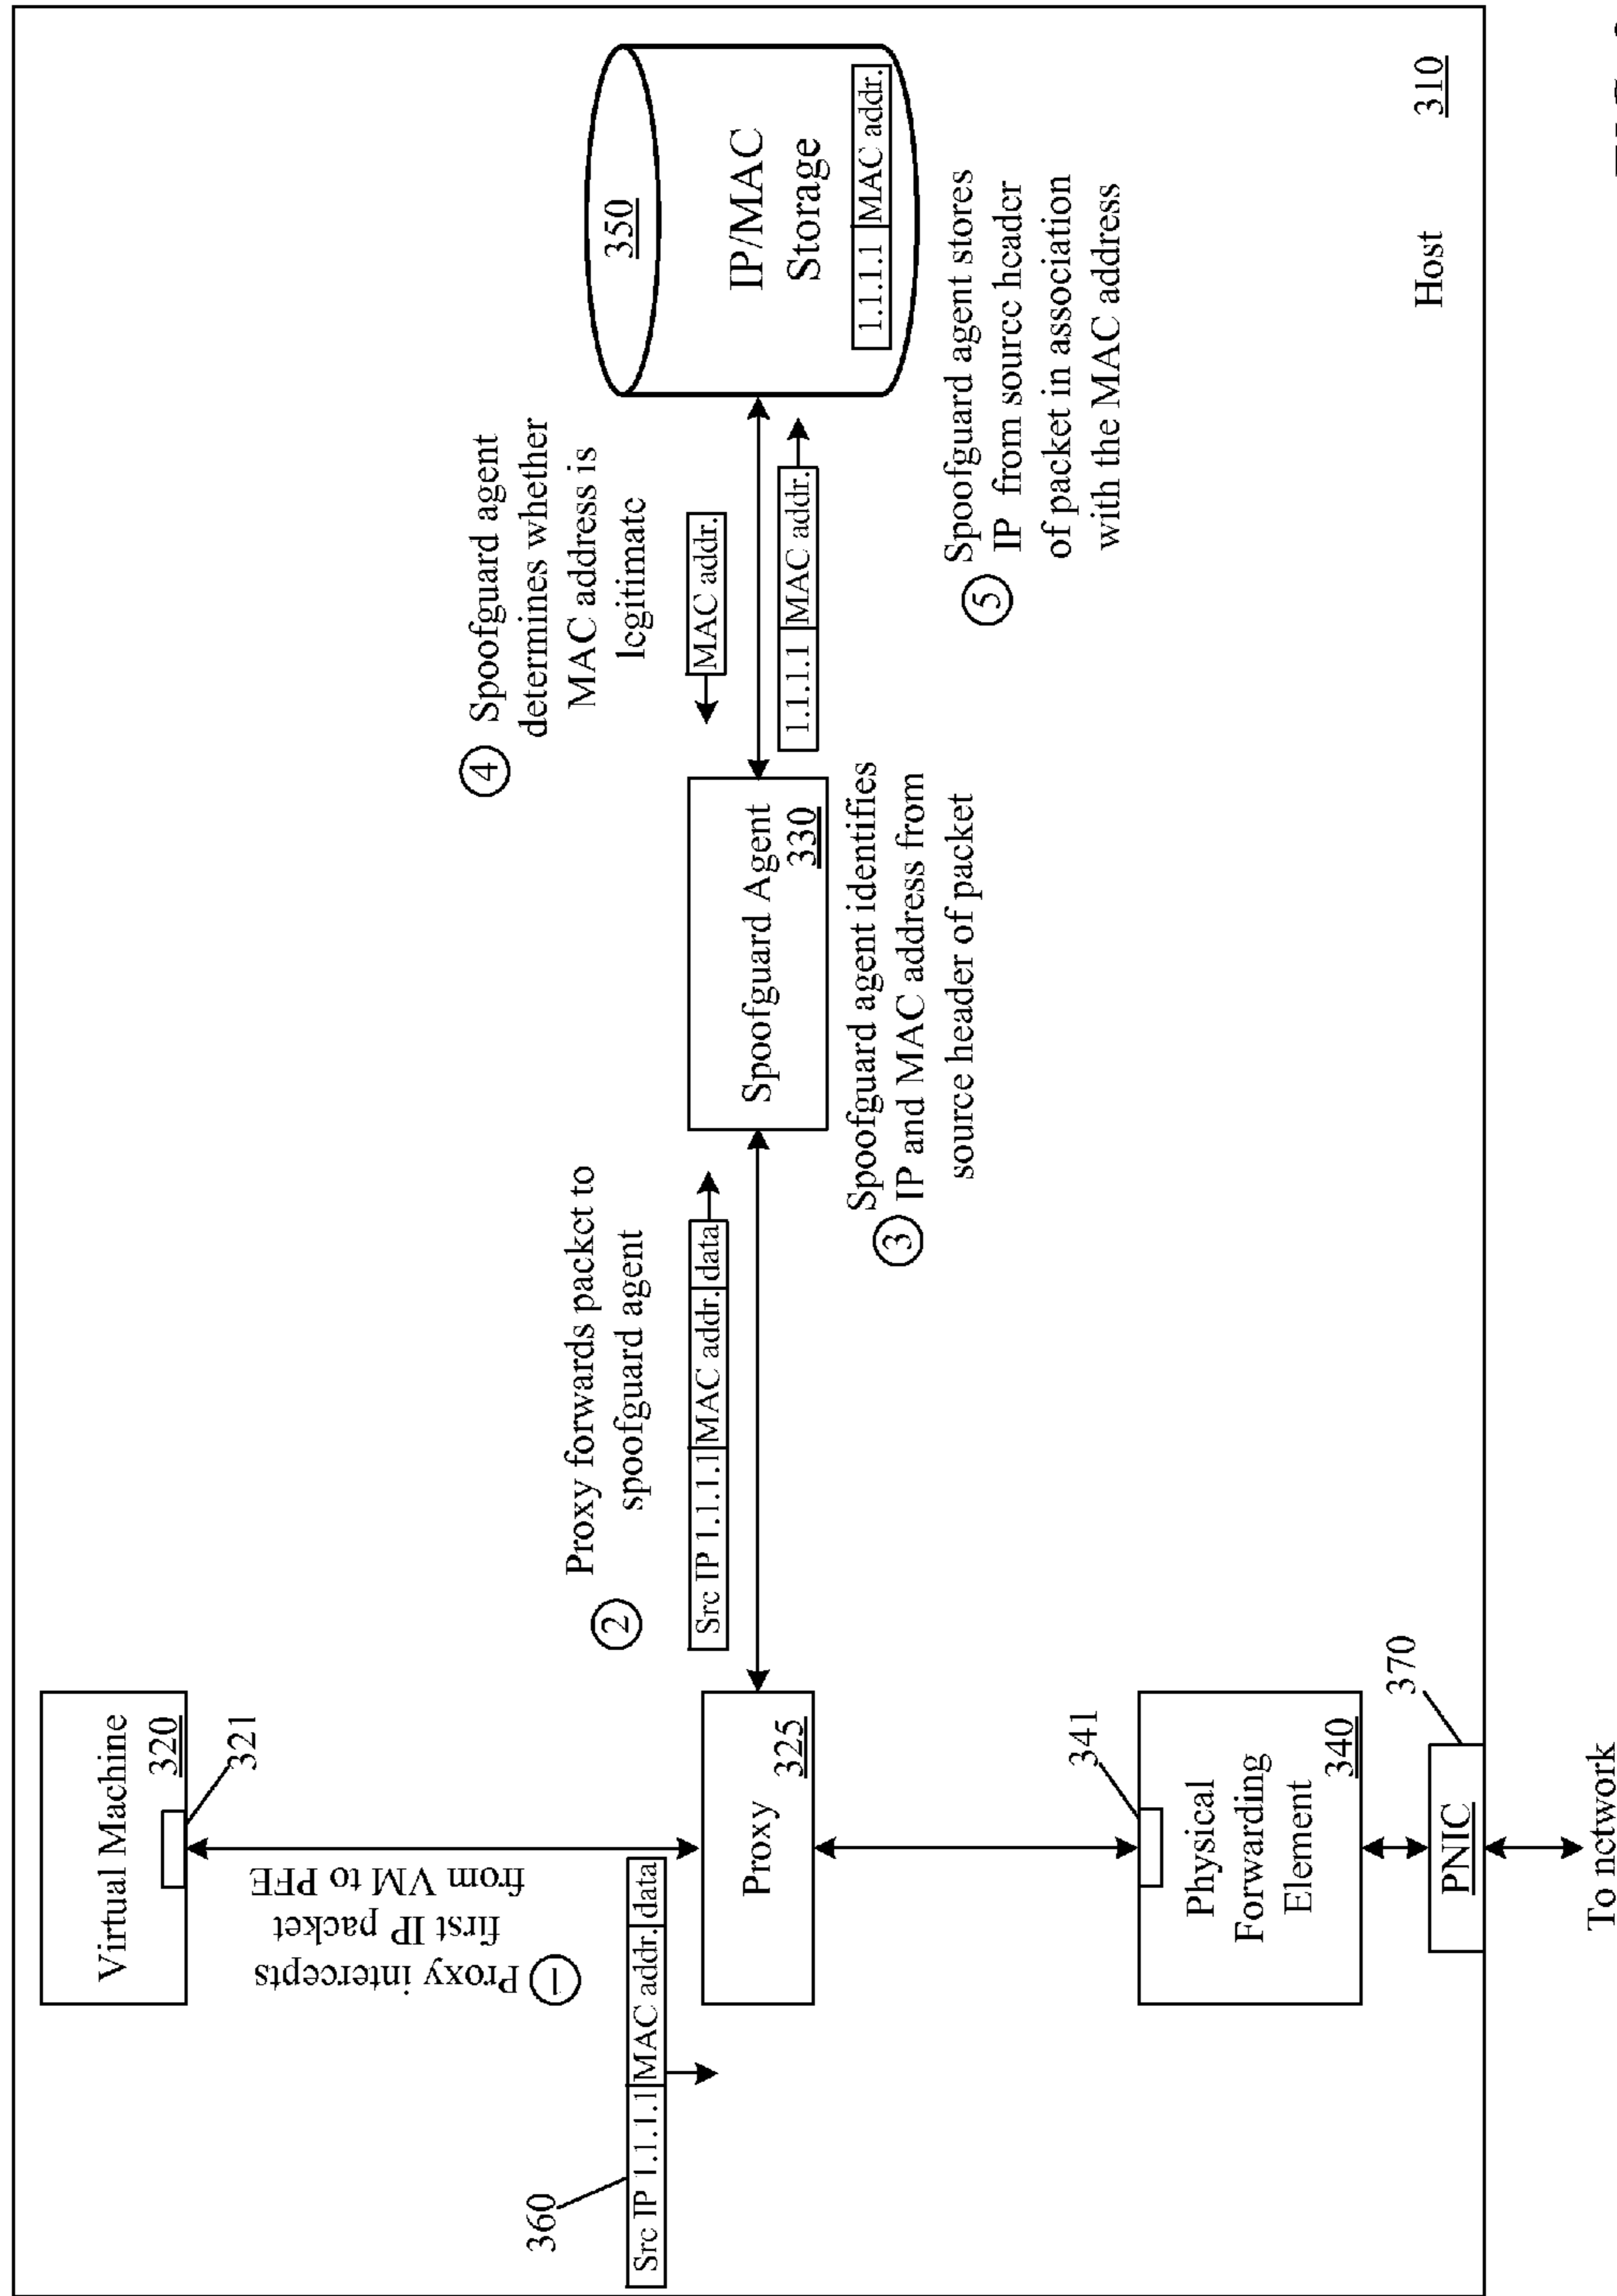 Virtual Machine
320
321
① Proxy intercepts
first IP packet
from VM to PFE
360
Src IP 1.1.1.1 MAC addr. data
Proxy
325
② Proxy forwards packet to
spoofguard agent
Src IP 1.1.1.1 MAC addr. data
Spoofguard Agent
330
Spoofguard agent identifies
③ IP and MAC address from
source header of packet
④ Spoofguard agent
determines whether
MAC address is
legitimate
MAC addr.
1.1.1.1 MAC addr.
350
IP/MAC
Storage
1.1.1.1 MAC addr.
Spoofguard agent stores
⑤ IP from source header
of packet in association
with the MAC address
341
Physical
Forwarding
Element
340
370
PNIC
To network
Host
310